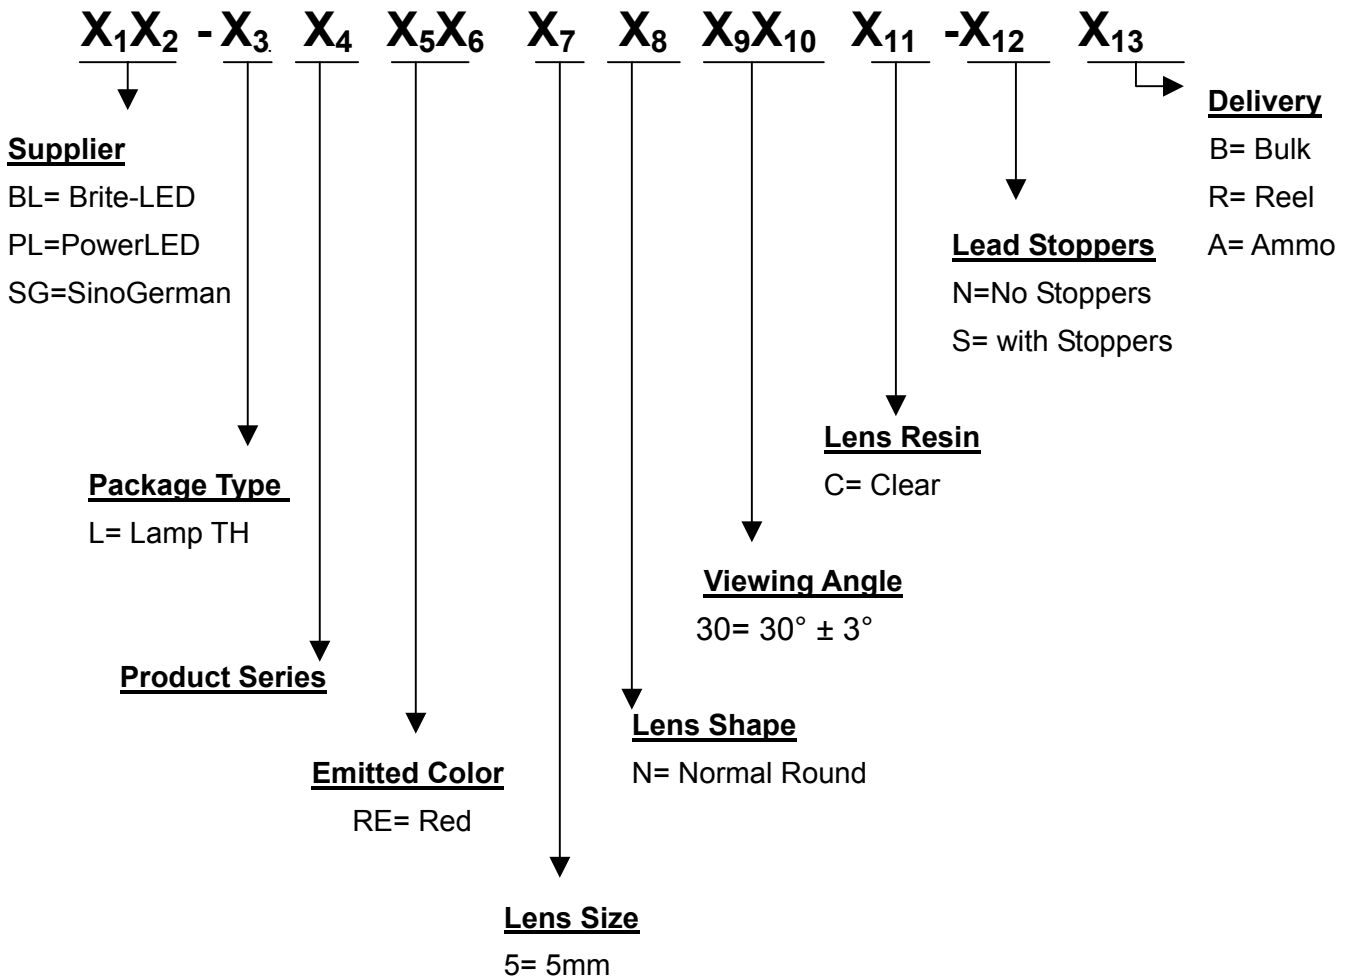 X₁X₂ - X₃ X₄ X₅X₆ X₇ X₈ X₉X₁₀ X₁₁ -X₁₂ X₁₃
Supplier
BL= Brite-LED
PL=PowerLED
SG=SinoGerman
Package Type
L= Lamp TH
Product Series
Emitted Color
RE= Red
Lens Size
5= 5mm
Lens Shape
N= Normal Round
Viewing Angle
30= 30° ± 3°
Lens Resin
C= Clear
Lead Stoppers
N=No Stoppers
S= with Stoppers
Delivery
B= Bulk
R= Reel
A= Ammo